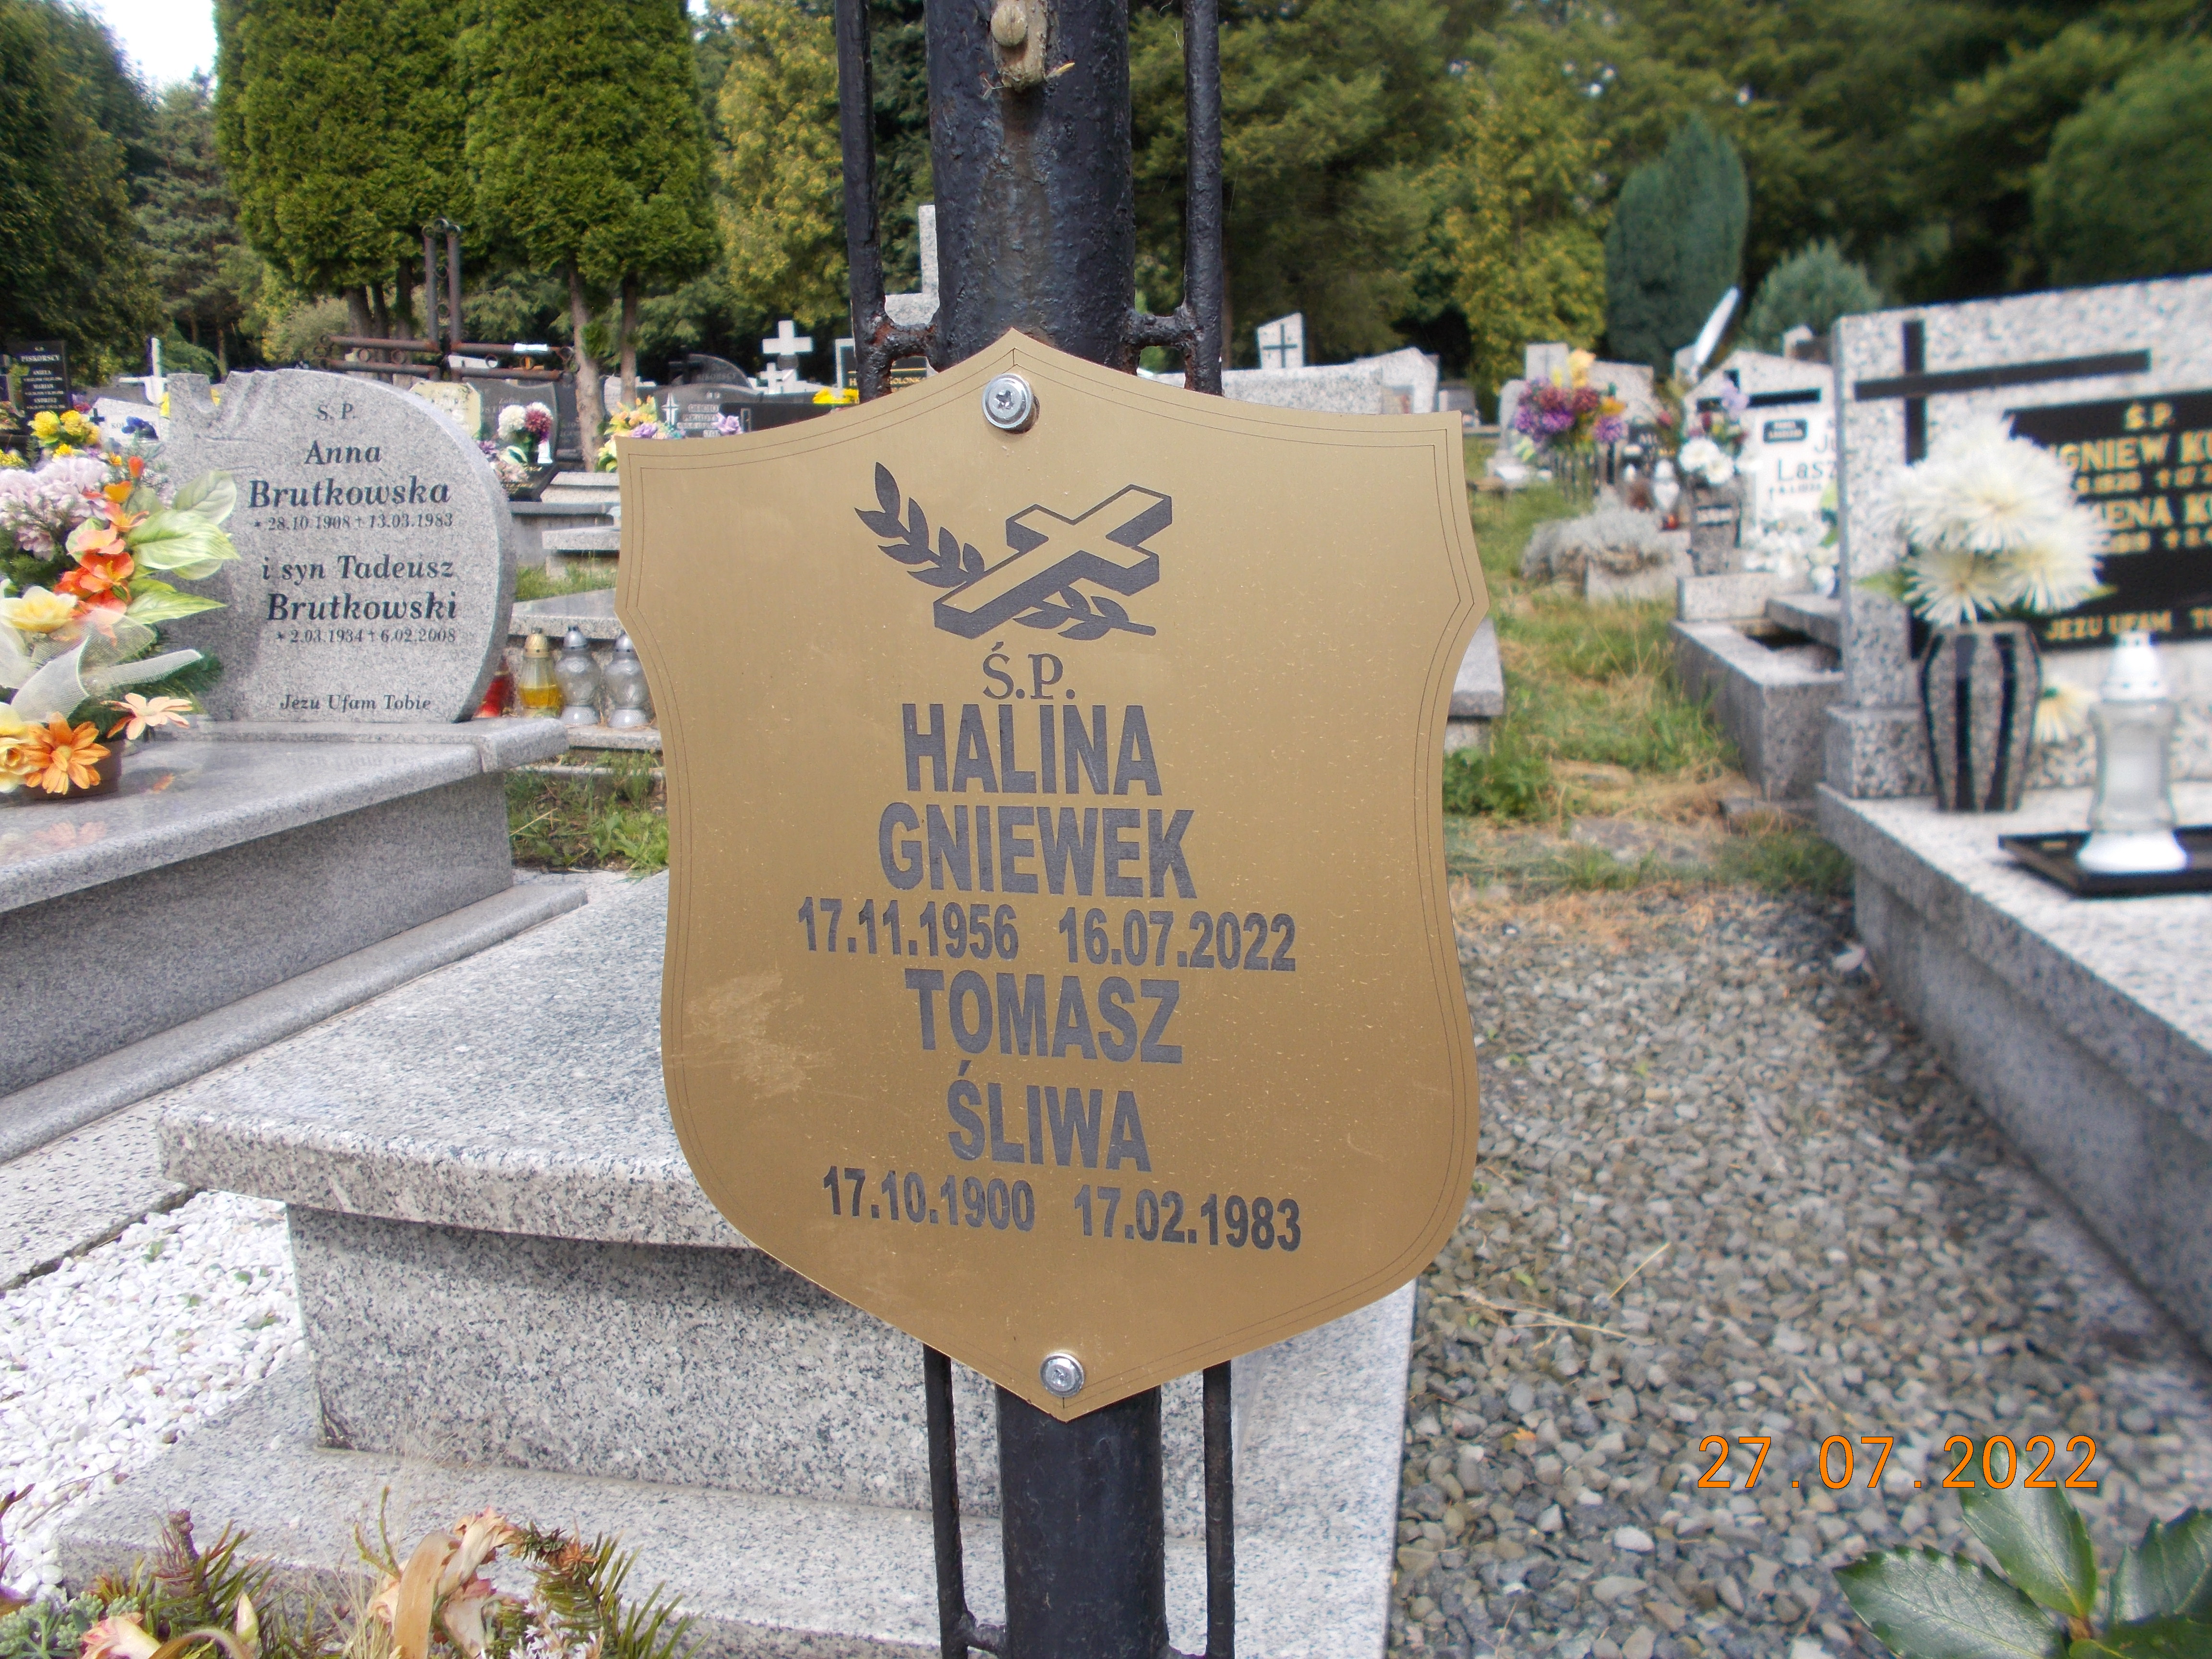 Ś.P.
HALINA
GNIEWEK
17.11.1956 16.07.2022
TOMASZ
ŚLIWA
17.10.1900 17.02.1983
Ś. P.
Anna
Brutkowska
* 28.10.1908 † 13.03.1983
i syn Tadeusz
Brutkowski
* 2.03.1934 † 6.02.2008
Jezu Ufam Tobie
PISKORSCY
Ś.P.
JEZU UFAM
27.07.2022